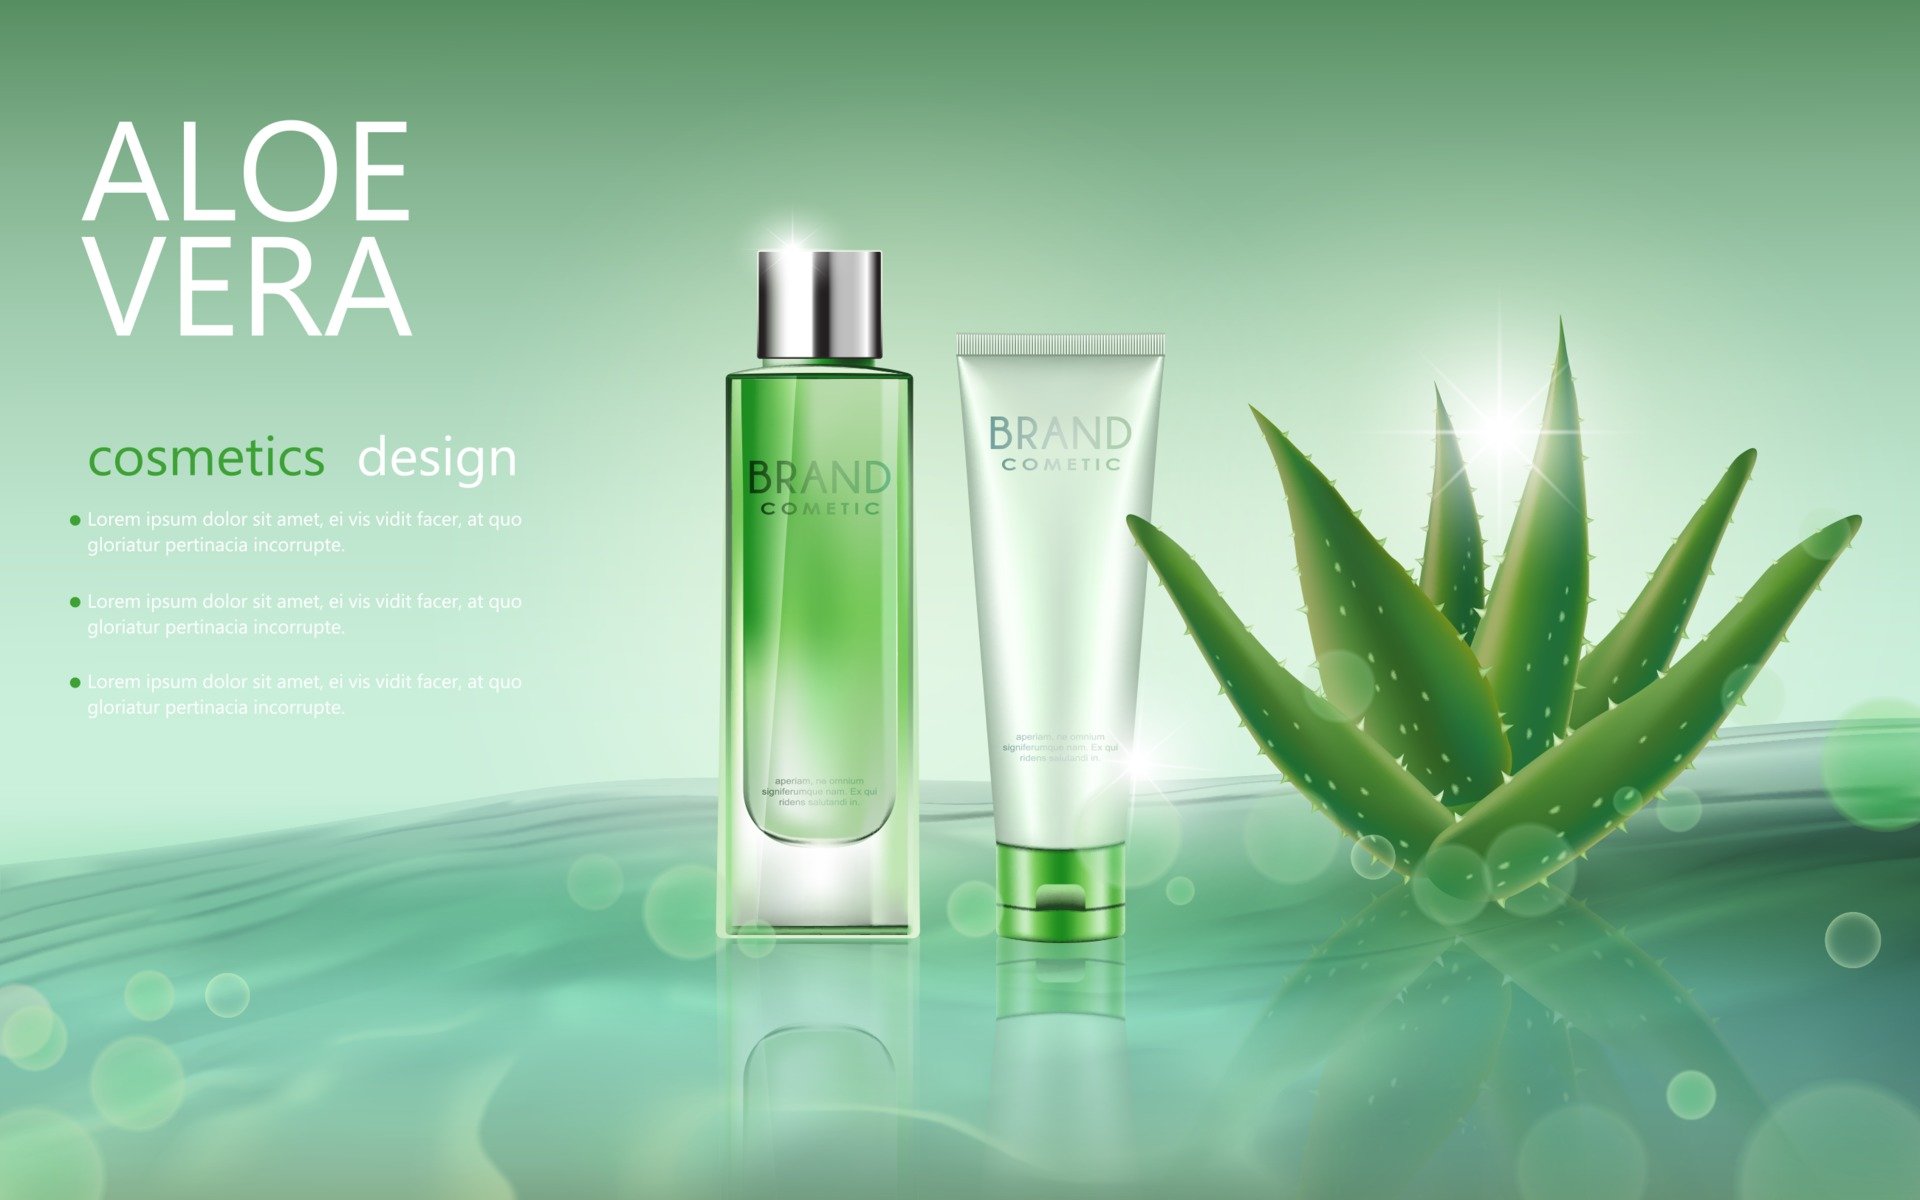 ALOE
VERA
cosmetics design
Lorem ipsum dolor sit amet, ei vis vidit facer, at quo
gloriatur pertinacia incorrupte.
Lorem ipsum dolor sit amet, ei vis vidit facer, at quo
gloriatur pertinacia incorrupte.
Lorem ipsum dolor sit amet, ei vis vidit facer, at quo
gloriatur pertinacia incorrupte.
BRAND
COMETIC
aperiam, ne omnium
signiferumque nam. Ex qui
ridens salutandi in.
BRAND
COMETIC
aperiam, ne omnium
signiferumque nam. Ex qui
ridens salutandi in.